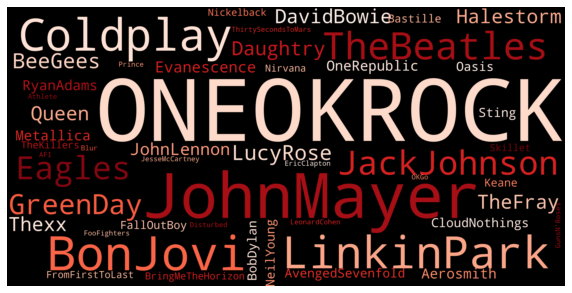 Nickelback
DavidBowie
Bastille
Halestorm
Coldplay
ThirtySecondsToMars
Daughtry
TheBeatles
BeeGees
Prince
Evanescence
Nirvana
OneRepublic
Oasis
RyanAdams
Athlete
ONEOKROCK
Queen
Sting
Metallica
TheKillers
Blur
JohnLennon
LucyRose
Skillet
AFI
JesseMcCartney
EricClapton
Eagles
JackJohnson
OkGo
Keane
JohnMayer
GreenDay
TheFray
Thexx
FallOutBoy
Disturbed
LeonardCohen
CloudNothings
FooFighters
BonJovi
BobDylan
NeilYoung
LinkinPark
FromFirstToLast
BringMeTheHorizon
AvengedSevenfold
Aerosmith